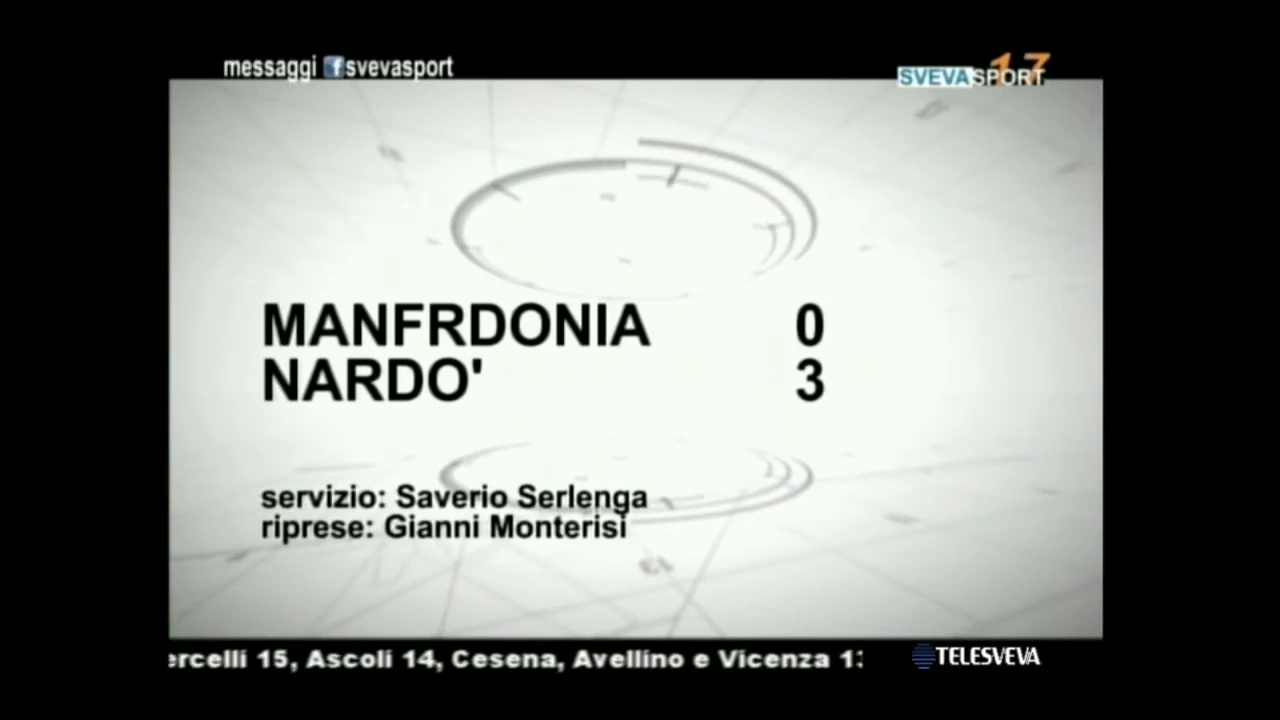 messaggi svevasport
17
SVEVASPORT
MANFRDONIA 0
NARDO' 3
servizio: Saverio Serlenga
riprese: Gianni Monterisi
ercelli 15, Ascoli 14, Cesena, Avellino e Vicenza 13
TELESVEVA